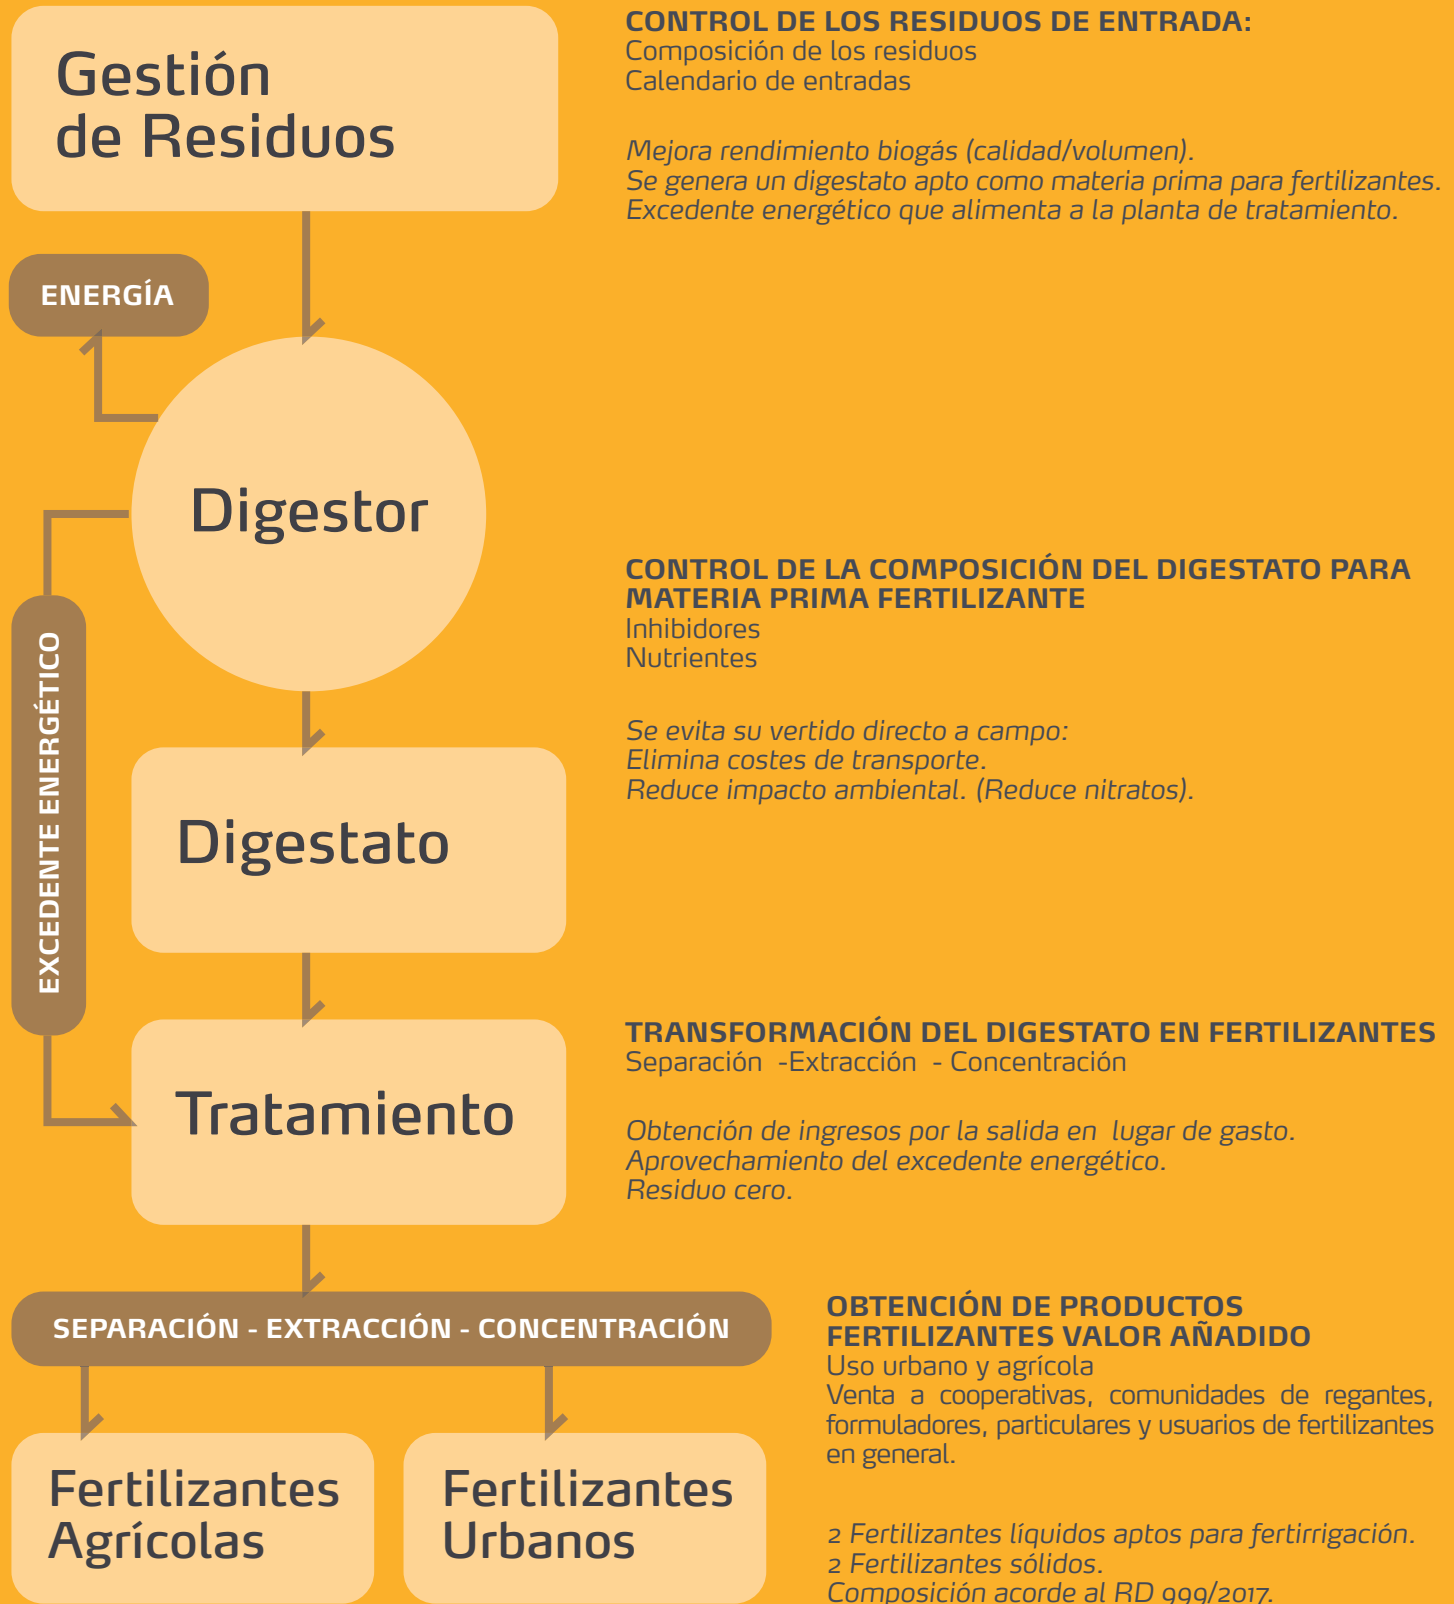 Gestión
de Residuos
CONTROL DE LOS RESIDUOS DE ENTRADA:
Composición de los residuos
Calendario de entradas
Mejora rendimiento biogás (calidad/volumen).
Se genera un digestato apto como materia prima para fertilizantes.
Excedente energético que alimenta a la planta de tratamiento.
ENERGÍA
Digestor
EXCEDENTE ENERGÉTICO
CONTROL DE LA COMPOSICIÓN DEL DIGESTATO PARA
MATERIA PRIMA FERTILIZANTE
Inhibidores
Nutrientes
Se evita su vertido directo a campo:
Elimina costes de transporte.
Reduce impacto ambiental. (Reduce nitratos).
Digestato
Tratamiento
TRANSFORMACIÓN DEL DIGESTATO EN FERTILIZANTES
Separación -Extracción - Concentración
Obtención de ingresos por la salida en lugar de gasto.
Aprovechamiento del excedente energético.
Residuo cero.
SEPARACIÓN - EXTRACCIÓN - CONCENTRACIÓN
Fertilizantes
Agrícolas
Fertilizantes
Urbanos
OBTENCIÓN DE PRODUCTOS
FERTILIZANTES VALOR AÑADIDO
Uso urbano y agrícola
Venta a cooperativas, comunidades de regantes,
formuladores, particulares y usuarios de fertilizantes
en general.
2 Fertilizantes líquidos aptos para fertirrigación.
2 Fertilizantes sólidos.
Composición acorde al RD 999/2017.